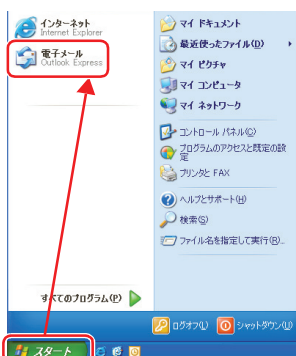 インターネット
Internet Explorer
電子メール
Outlook Express
すべてのプログラム(P)
マイ ドキュメント
最近使ったファイル(D)
マイ ピクチャ
マイ コンピュータ
マイ ネットワーク
コントロール パネル(C)
プログラムのアクセスと既定の設
定
プリンタと FAX
ヘルプとサポート(H)
検索(S)
ファイル名を指定して実行(R)...
ログオフ(L)
シャットダウン(U)
スタート